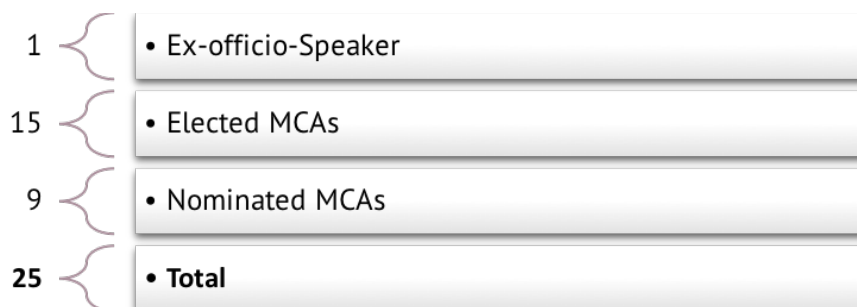 1 • Ex-officio-Speaker
15 • Elected MCAs
9 • Nominated MCAs
25 • Total